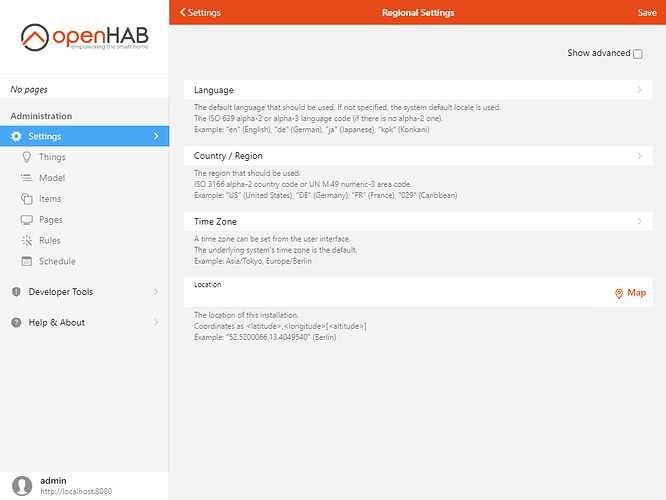 openHAB
empowering the smart home
No pages
Administration
Settings
Things
Model
Items
Pages
Rules
Schedule
Developer Tools
Help & About
admin
http://localhost:8080
Settings
Regional Settings
Save
Show advanced
Language
The default language that should be used. If not specified, the system default locale is used.
The ISO 639 alpha-2 or alpha-3 language code (if there is no alpha-2 one).
Example: "en" (English), "de" (German), "ja" (Japanese), "kok" (Konkani)
Country / Region
The region that should be used.
ISO 3166 alpha-2 country code or UN M.49 numeric-3 area code.
Example: "US" (United States), "DE" (Germany), "FR" (France), "029" (Caribbean)
Time Zone
A time zone can be set from the user interface.
The underlying system's time zone is the default.
Example: Asia/Tokyo, Europe/Berlin
Location
Map
The location of this installation.
Coordinates as <latitude>,<longitude>[<altitude>]
Example: "52.5200066,13.4049540" (Berlin)